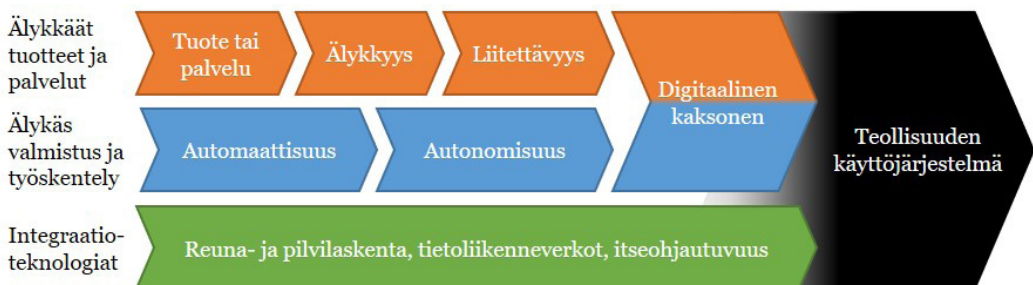 Älykkäät
tuotteet ja
palvelut
Tuote tai
palvelu
Älykkyys
Liitettävyys
Digitaalinen
kaksonen
Älykäs
valmistus ja
työskentely
Automaattisuus
Autonomisuus
Teollisuuden
käyttöjärjestelmä
Integraatio-
teknologiat
Reuna- ja pilvilaskenta, tietoliikenneverkot, itseohjautuvuus